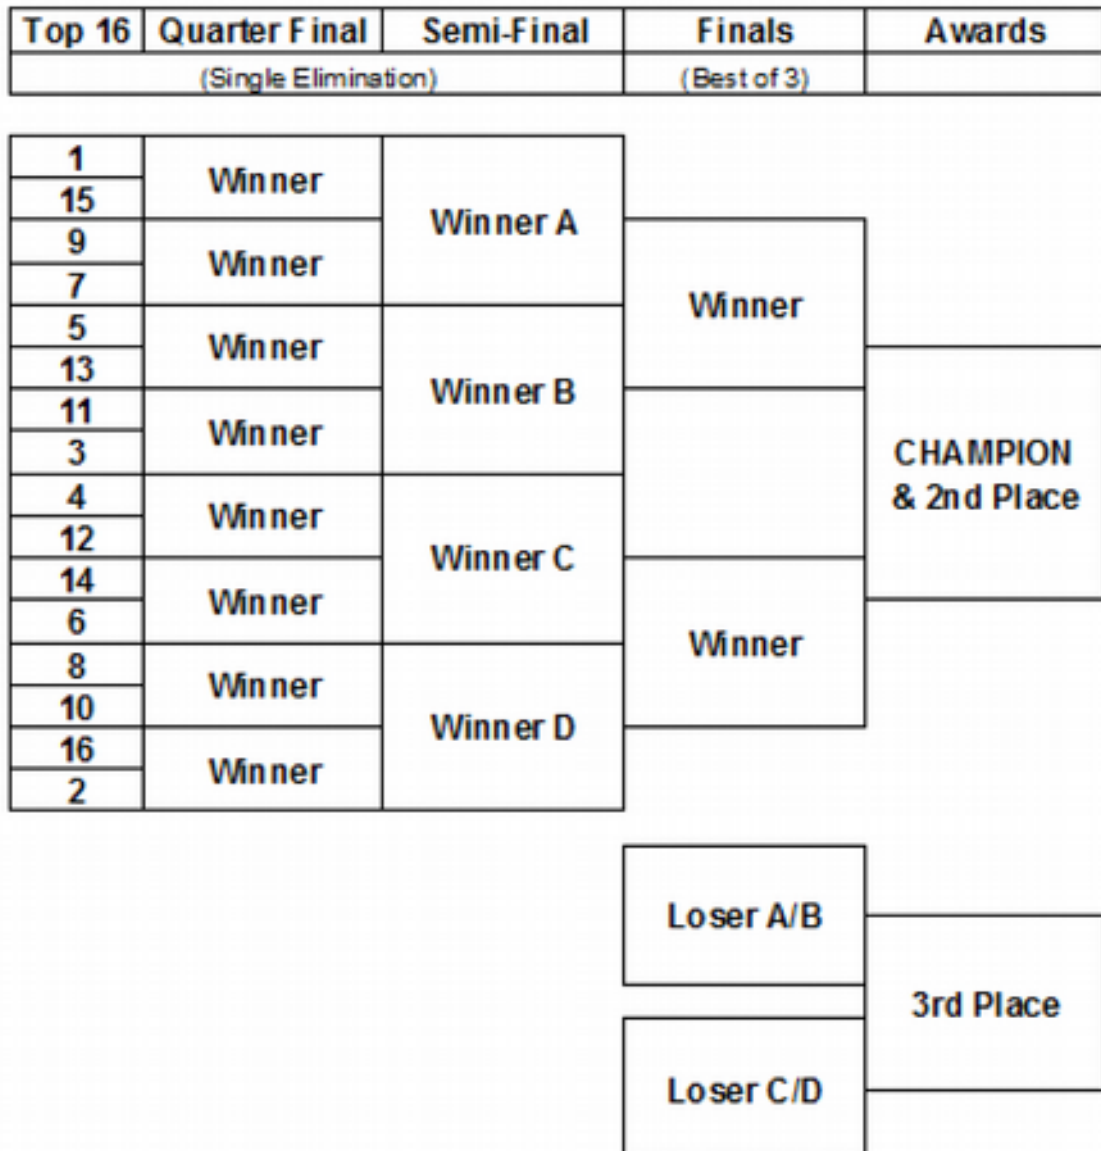 Top 16 Quarter Final Semi-Final Finals Awards
(Single Elimination) (Best of 3)
1
15
Winner
9
7
Winner
Winner A
5
13
Winner
11
3
Winner
Winner B
Winner
4
12
Winner
14
6
Winner
Winner C
8
10
Winner
16
2
Winner
Winner D
Winner
CHAMPION
& 2nd Place
Loser A/B
Loser C/D
3rd Place